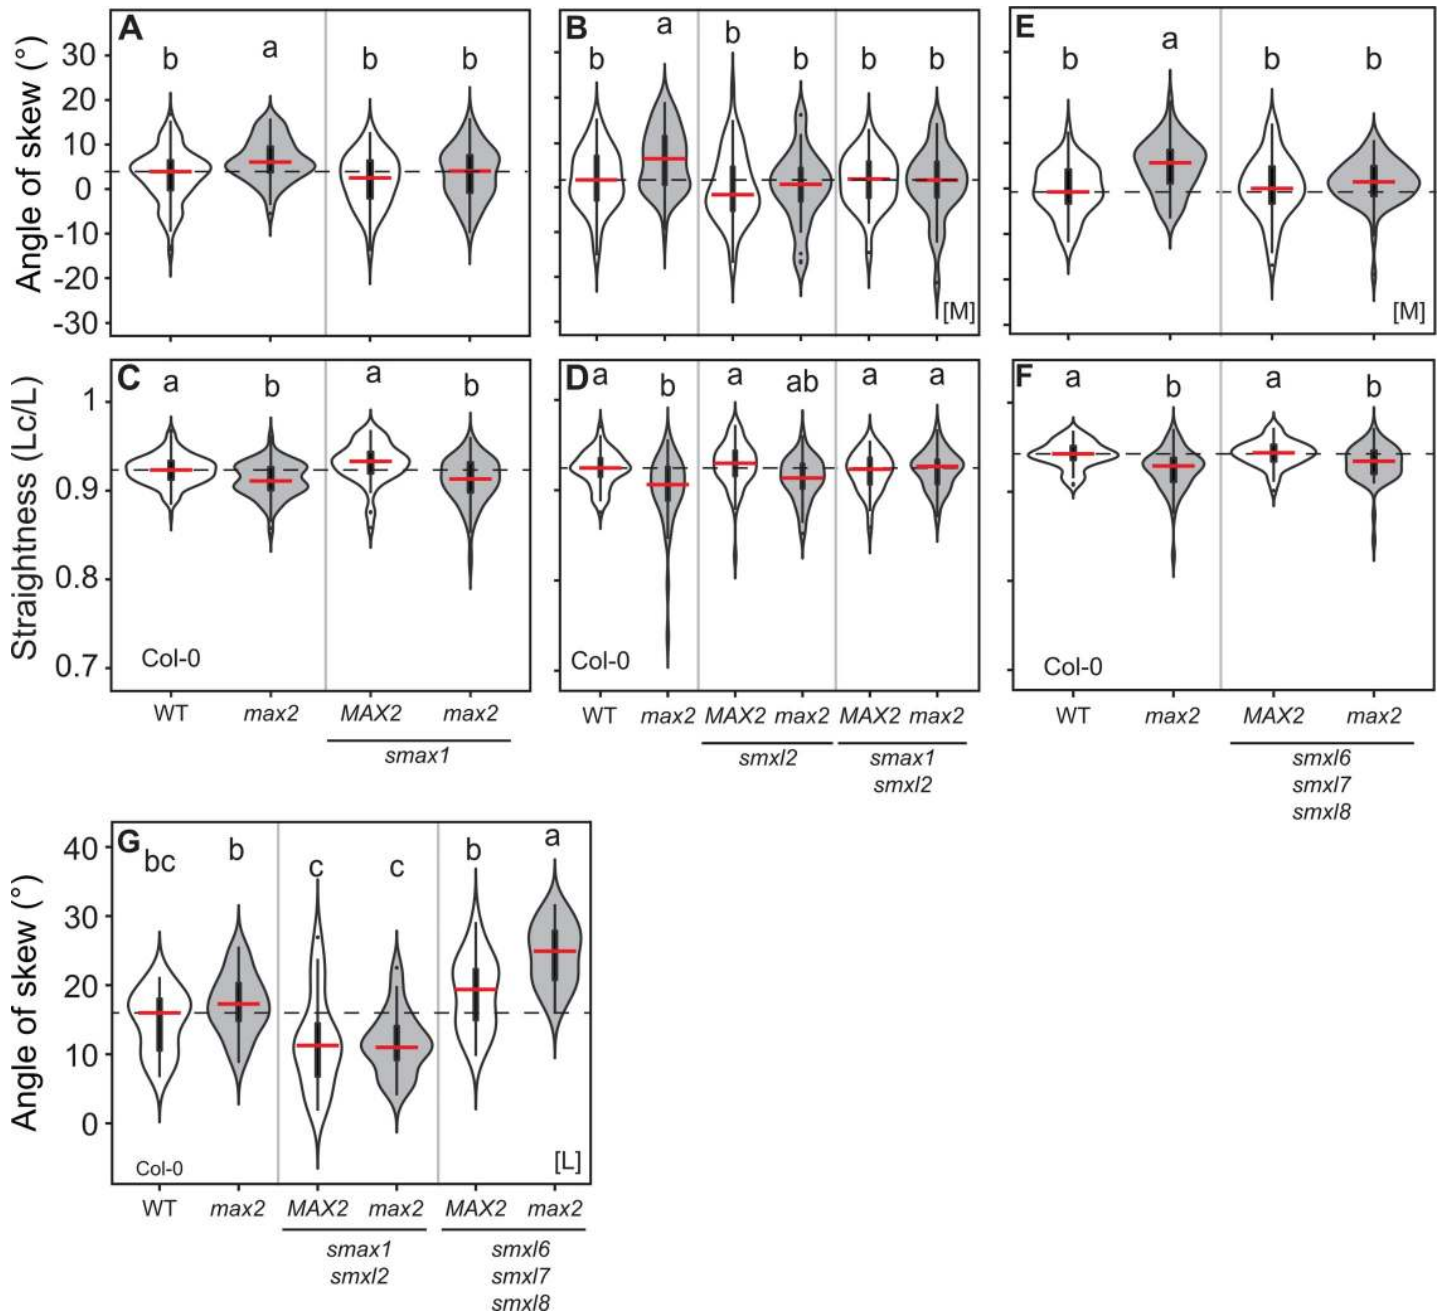 A
b a b b
Angle of skew (°)
30
20
10
0
-10
-20
-30
B
b a b b b b
[M]
E
b a b b
[M]
C
a b a b
Straightness (Lc/L)
1
0.9
0.8
0.7
Col-0
WT max2 MAX2 max2
smax1
D
a b a ab a a
Col-0
WT max2 MAX2 max2 MAX2 max2
smxl2 smax1
smxl2
F
a b a b
Col-0
WT max2 MAX2 max2
smxl6
smxl7
smxl8
G
bc b c c b a
Angle of skew (°)
40
30
20
10
0
Col-0 [L]
WT max2 MAX2 max2 MAX2 max2
smax1 smxl6
smxl2 smxl7
smxl8